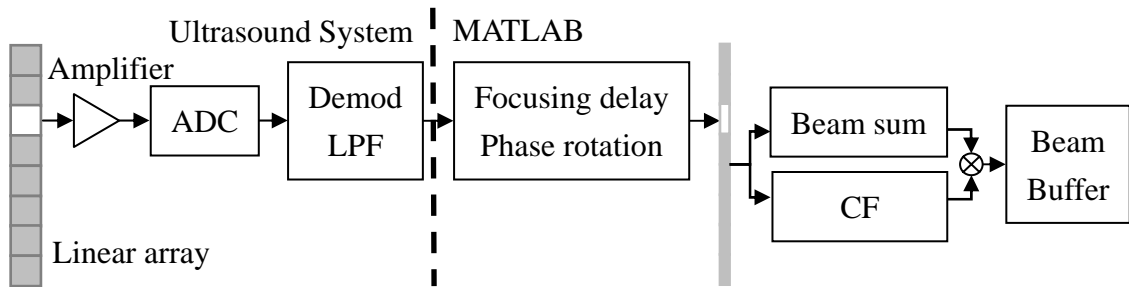 Ultrasound System
MATLAB
Amplifier
ADC
Demod
LPF
Focusing delay
Phase rotation
Beam sum
CF
Beam
Buffer
Linear array